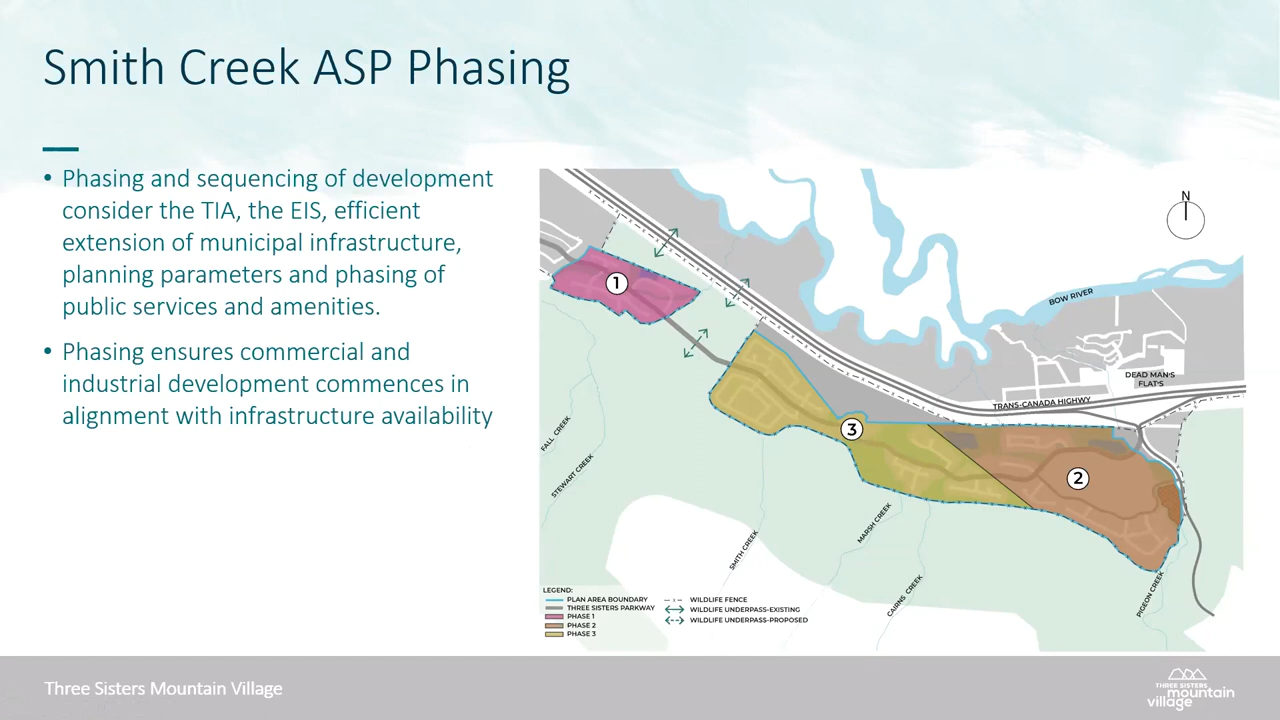 Smith Creek ASP Phasing
• Phasing and sequencing of development
consider the TIA, the EIS, efficient
extension of municipal infrastructure,
planning parameters and phasing of
public services and amenities.
• Phasing ensures commercial and
industrial development commences in
alignment with infrastructure availability
N
1
BOW RIVER
DEAD MAN'S
FLATS
TRANS-CANADA HIGHWAY
3
2
FALL CREEK
STEWART CREEK
SMITH CREEK
MARSH CREEK
CAIRNS CREEK
PIGEON CREEK
LEGEND:
PLAN AREA BOUNDARY
THREE SISTERS PARKWAY
PHASE 1
PHASE 2
PHASE 3
WILDLIFE FENCE
WILDLIFE UNDERPASS-EXISTING
WILDLIFE UNDERPASS-PROPOSED
Three Sisters Mountain Village
THREE SISTERS
mountain
village